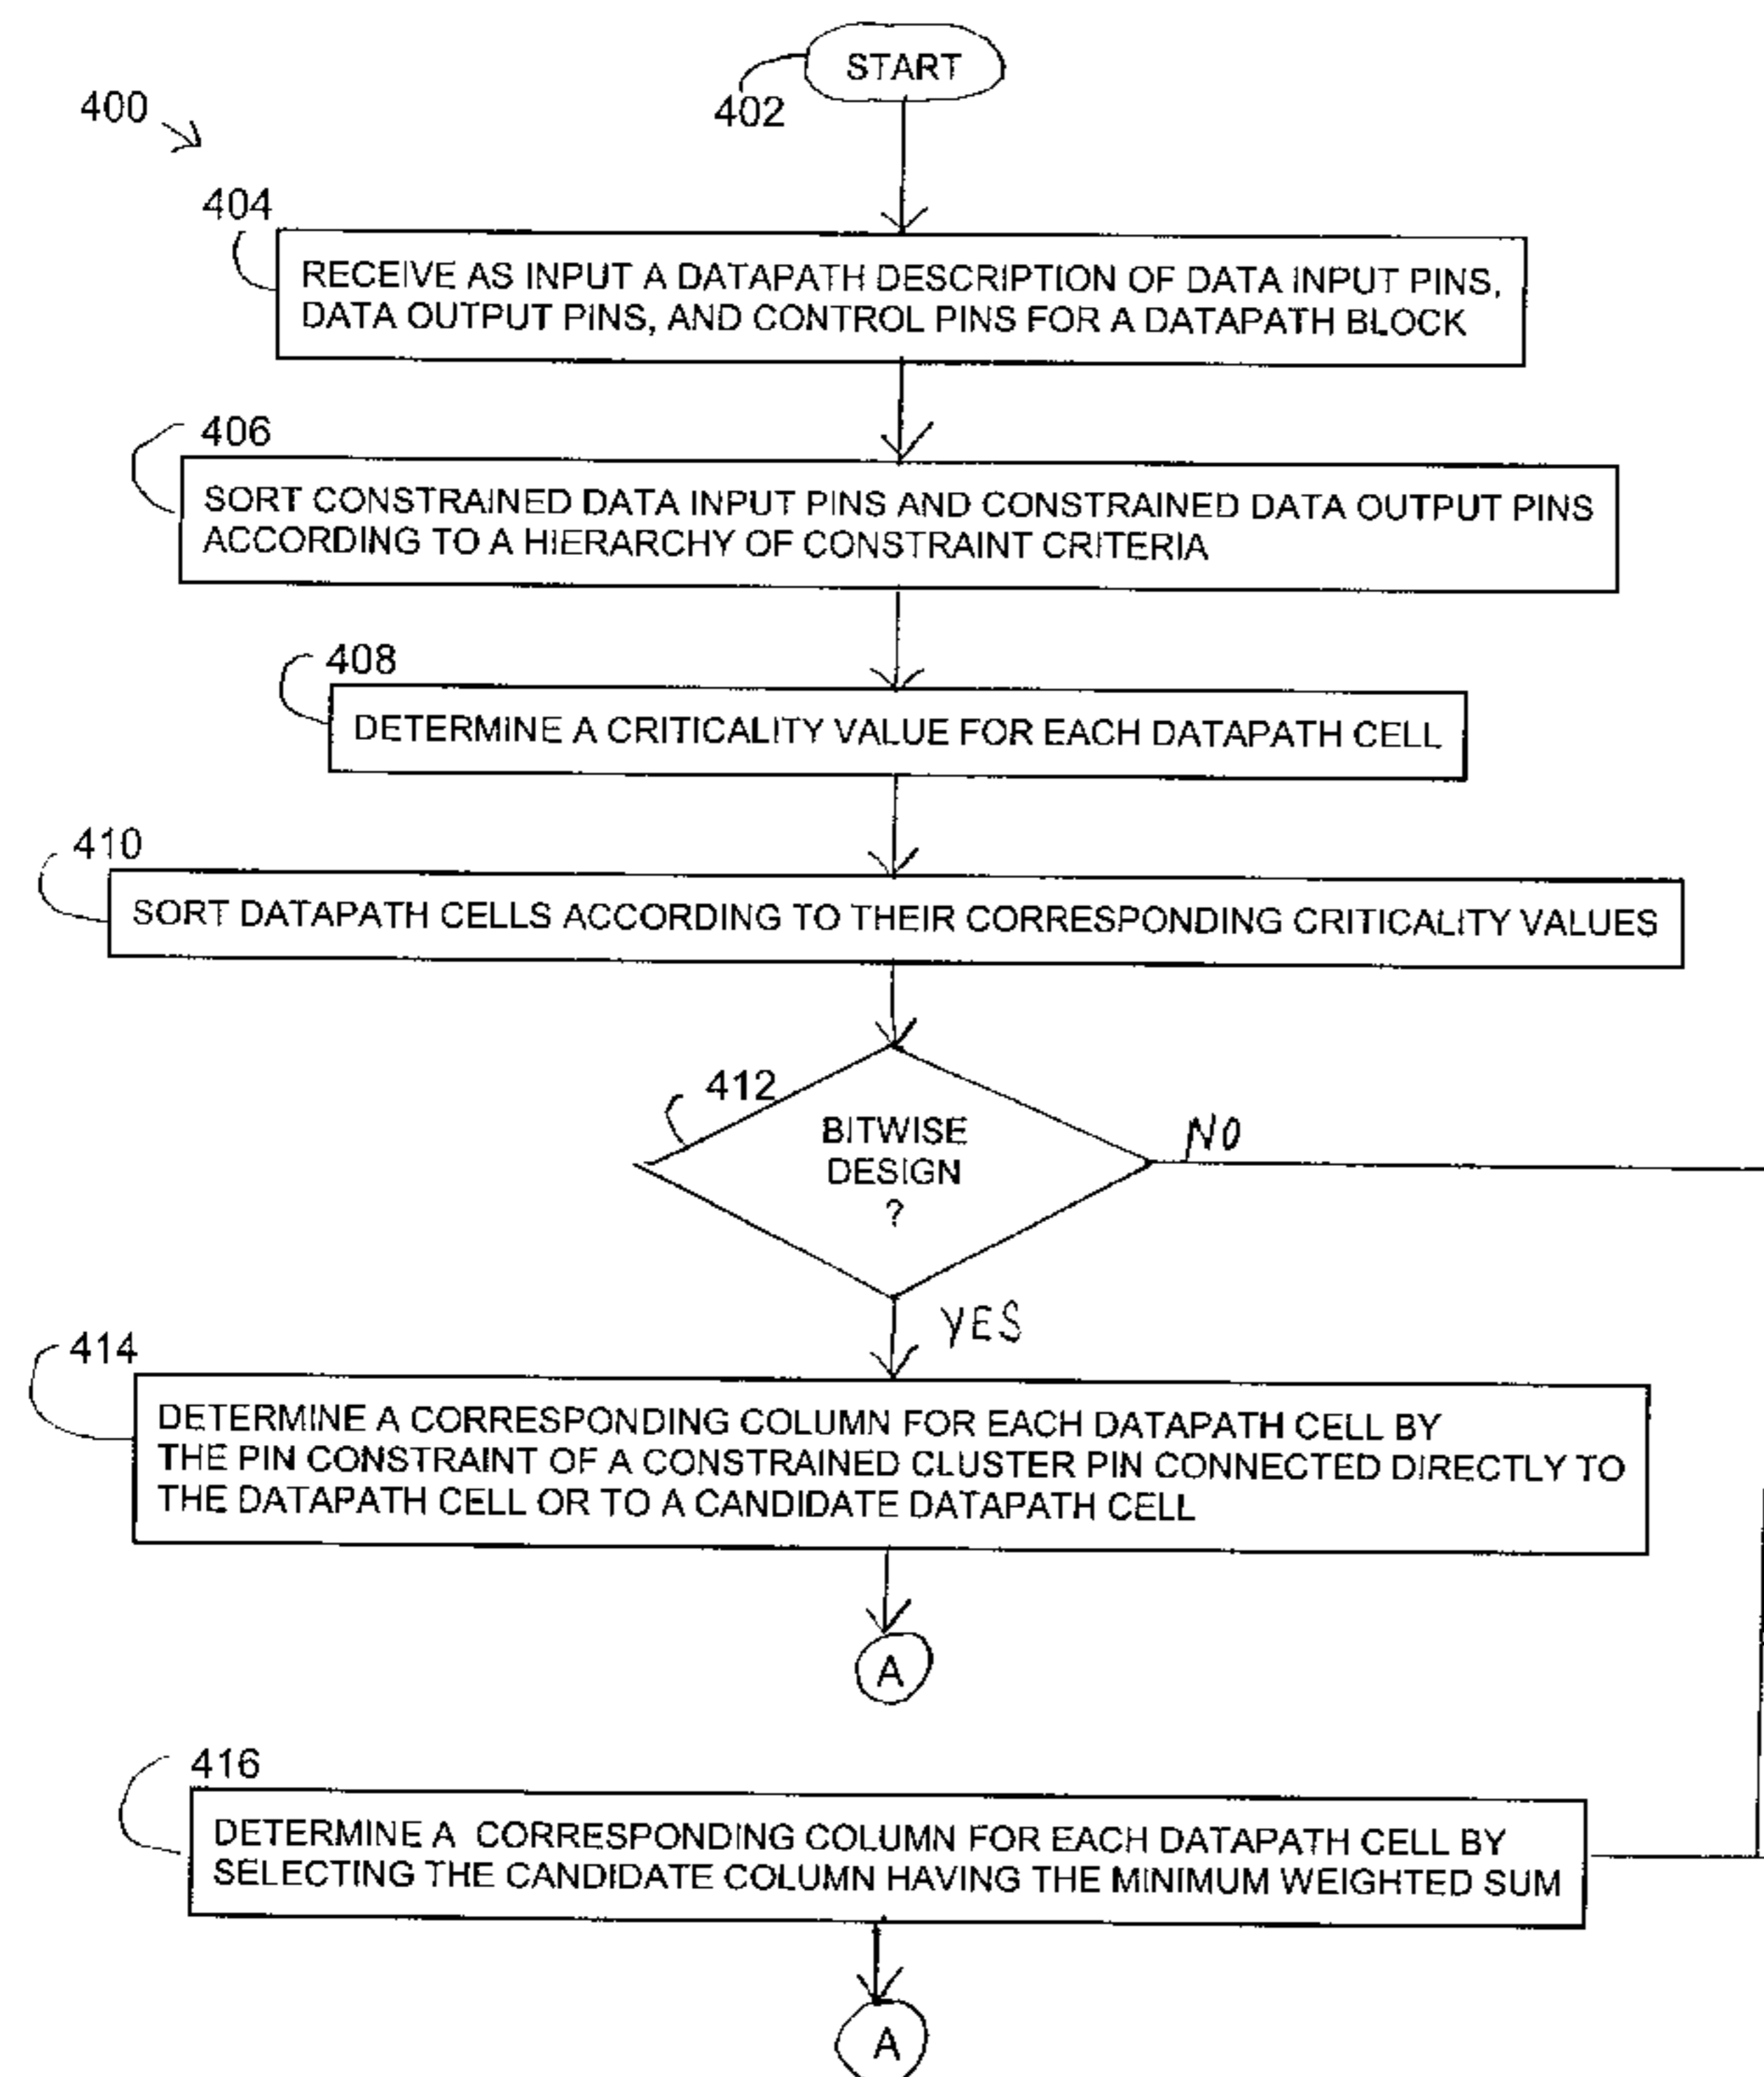 START
402
400
404
RECEIVE AS INPUT A DATAPATH DESCRIPTION OF DATA INPUT PINS,
DATA OUTPUT PINS, AND CONTROL PINS FOR A DATAPATH BLOCK
406
SORT CONSTRAINED DATA INPUT PINS AND CONSTRAINED DATA OUTPUT PINS
ACCORDING TO A HIERARCHY OF CONSTRAINT CRITERIA
408
DETERMINE A CRITICALITY VALUE FOR EACH DATAPATH CELL
410
SORT DATAPATH CELLS ACCORDING TO THEIR CORRESPONDING CRITICALITY VALUES
412
BITWISE
DESIGN
?
NO
YES
414
DETERMINE A CORRESPONDING COLUMN FOR EACH DATAPATH CELL BY
THE PIN CONSTRAINT OF A CONSTRAINED CLUSTER PIN CONNECTED DIRECTLY TO
THE DATAPATH CELL OR TO A CANDIDATE DATAPATH CELL
A
416
DETERMINE A CORRESPONDING COLUMN FOR EACH DATAPATH CELL BY
SELECTING THE CANDIDATE COLUMN HAVING THE MINIMUM WEIGHTED SUM
A